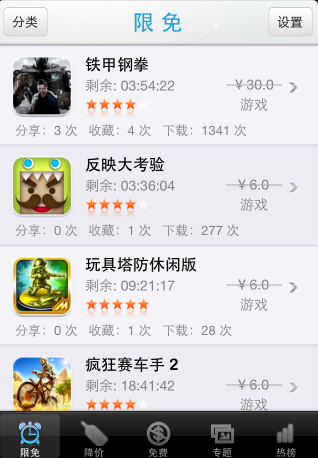 分类 限免 设置
铁甲钢拳
剩余: 03:54:22 ￥30.0
游戏
分享: 3 次 收藏: 4 次 下载: 1341 次
反映大考验
剩余: 03:36:04 ￥6.0
游戏
分享: 0 次 收藏: 1 次 下载: 277 次
玩具塔防休闲版
剩余: 09:21:17 ￥6.0
游戏
分享: 0 次 收藏: 1 次 下载: 28 次
疯狂赛车手 2
剩余: 18:41:42 ￥6.0
游戏
限免 降价 免费 专题 热榜